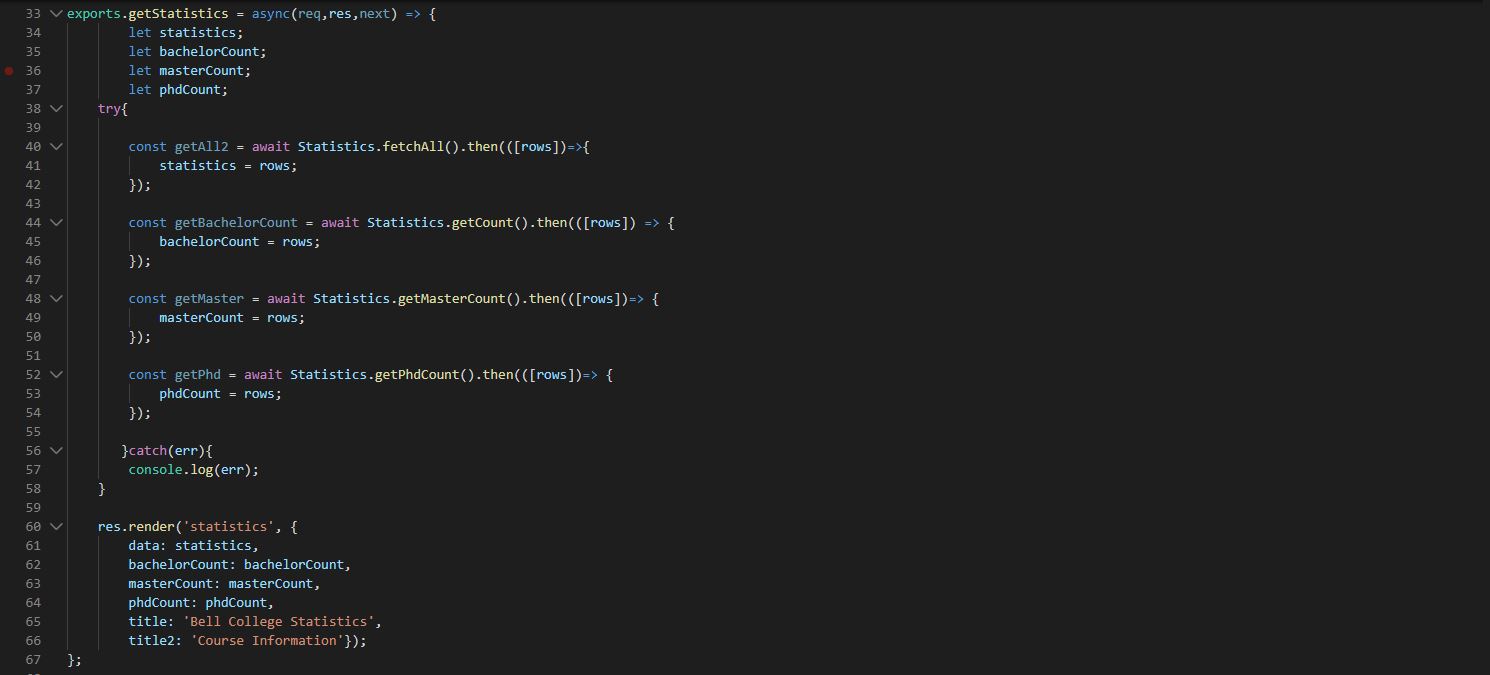 33 exports.getStatistics = async(req,res,next) => {
34 let statistics;
35 let bachelorCount;
36 let masterCount;
37 let phdCount;
38 try{
39
40 const getAll2 = await Statistics.fetchAll().then(([rows])=>{
41 statistics = rows;
42 });
43
44 const getBachelorCount = await Statistics.getCount().then(([rows]) => {
45 bachelorCount = rows;
46 });
47
48 const getMaster = await Statistics.getMasterCount().then(([rows])=> {
49 masterCount = rows;
50 });
51
52 const getPhd = await Statistics.getPhdCount().then(([rows])=> {
53 phdCount = rows;
54 });
55
56 }catch(err){
57 console.log(err);
58 }
59
60 res.render('statistics', {
61 data: statistics,
62 bachelorCount: bachelorCount,
63 masterCount: masterCount,
64 phdCount: phdCount,
65 title: 'Bell College Statistics',
66 title2: 'Course Information'});
67 };